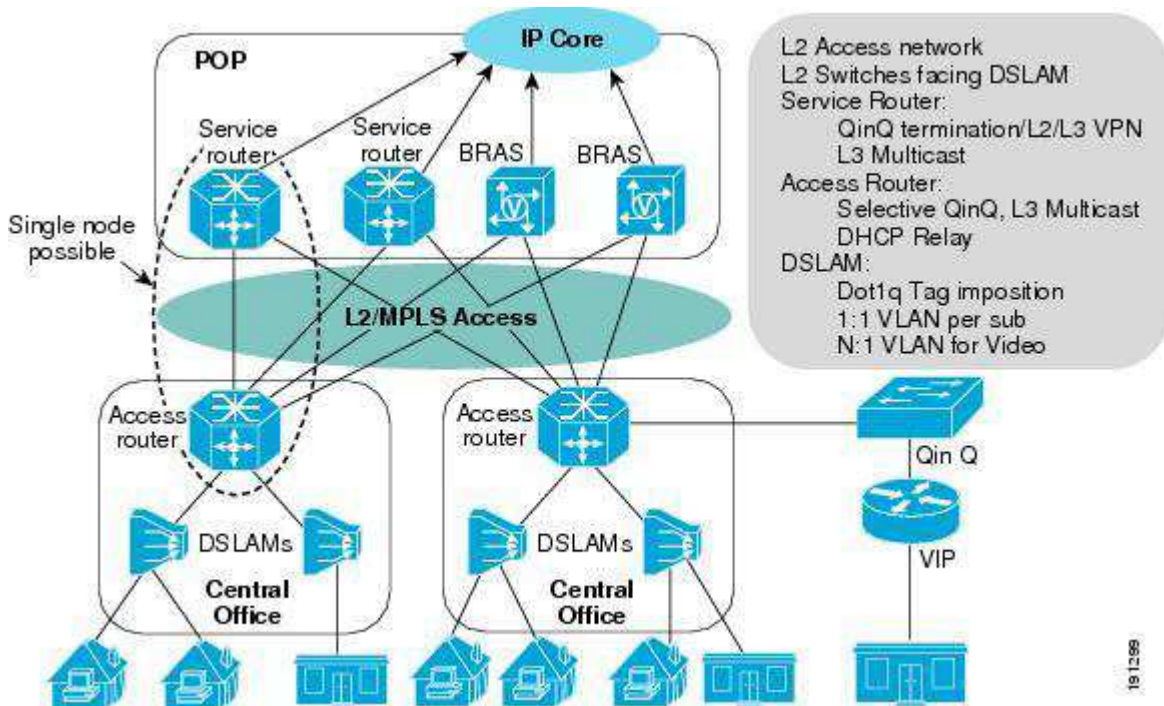 IP Core
POP
Service
router
Service
router
BRAS
BRAS
Single node
possible
L2/MPLS Access
L2 Access network
L2 Switches facing DSLAM
Service Router:
QinQ termination/L2/L3 VPN
L3 Multicast
Access Router:
Selective QinQ, L3 Multicast
DHCP Relay
DSLAM:
Dot1q Tag imposition
1:1 VLAN per sub
N:1 VLAN for Video
Access
router
Access
router
Qin Q
V
V
DSLAMs
DSLAMs
VIP
Central
Office
Central
Office
191299